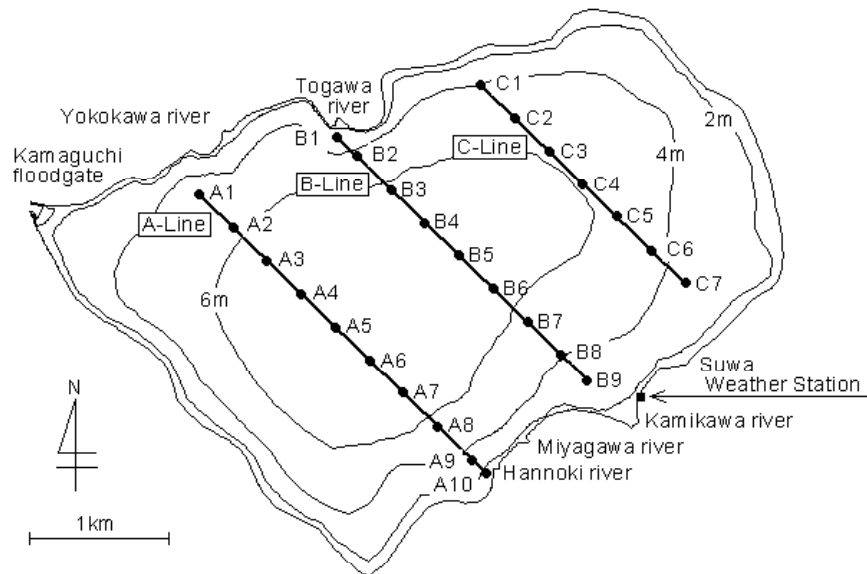 Togawa
river
Yokokawa river
Kamaguchi
floodgate
B1
B2
B3
B4
B5
B6
B7
B8
B9
B-Line
C1
C2
C3
C4
C5
C6
C7
C-Line
A1
A2
A3
A4
A5
A6
A7
A8
A9
A10
A-Line
2m
4m
6m
Suwa
Weather Station
Kamikawa river
Miyagawa river
Hannoki river
N
1km